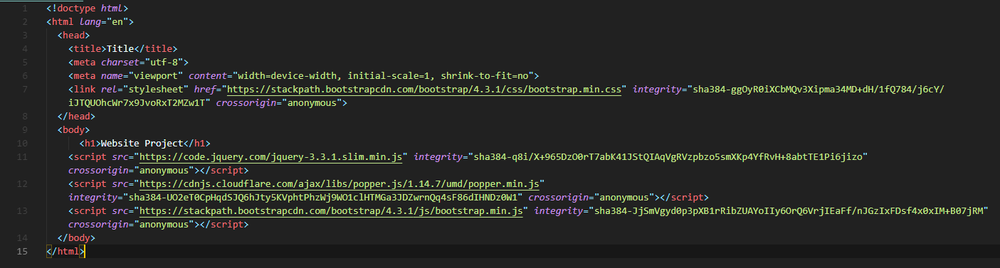 1 <!doctype html>
2 <html lang="en">
3 <head>
4 <title>Title</title>
5 <meta charset="utf-8">
6 <meta name="viewport" content="width=device-width, initial-scale=1, shrink-to-fit=no">
7 <link rel="stylesheet" href="https://stackpath.bootstrapcdn.com/bootstrap/4.3.1/css/bootstrap.min.css" integrity="sha384-ggOyR0iXCbMQv3Xipma34MD+dH/1fQ784/j6cY/
iJTQUOhcWr7x9JvoRxT2MZw1T" crossorigin="anonymous">
8 </head>
9 <body>
10 <h1>Website Project</h1>
11 <script src="https://code.jquery.com/jquery-3.3.1.slim.min.js" integrity="sha384-q8i/X+965DzO0rT7abK41JStQIAqVgRVzpbzo5smXKp4YfRvH+8abtTE1Pi6jizo"
crossorigin="anonymous"></script>
12 <script src="https://cdnjs.cloudflare.com/ajax/libs/popper.js/1.14.7/umd/popper.min.js"
integrity="sha384-UO2eT0CpHqdSJQ6hJty5KVphtPhzWj9WO1clHTMGa3JDZwrnQq4sF86dIHNDz0W1" crossorigin="anonymous"></script>
13 <script src="https://stackpath.bootstrapcdn.com/bootstrap/4.3.1/js/bootstrap.min.js" integrity="sha384-JjSmVgyd0p3pXB1rRibZUAYoIIy6OrQ6VrjIEaFf/nJGzIxFDsf4x0xIM+B07jRM"
crossorigin="anonymous"></script>
14 </body>
15 </html>